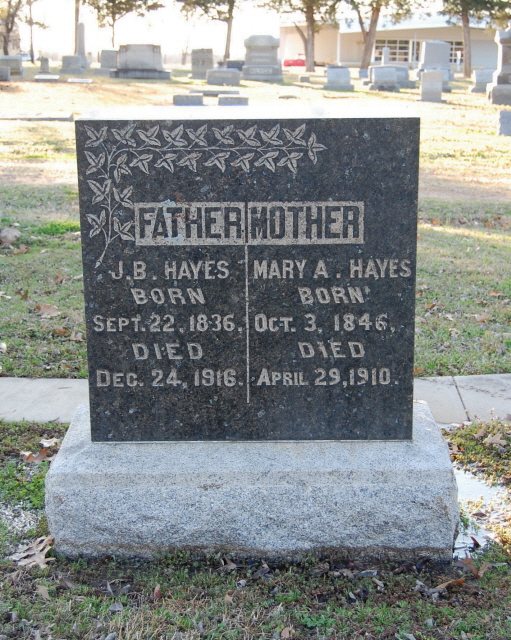 FATHER MOTHER
J.B. HAYES
BORN
SEPT. 22, 1836.
DIED
DEC. 24, 1916.
MARY A. HAYES
BORN
OCT. 3, 1846,
DIED
APRIL 29, 1910.